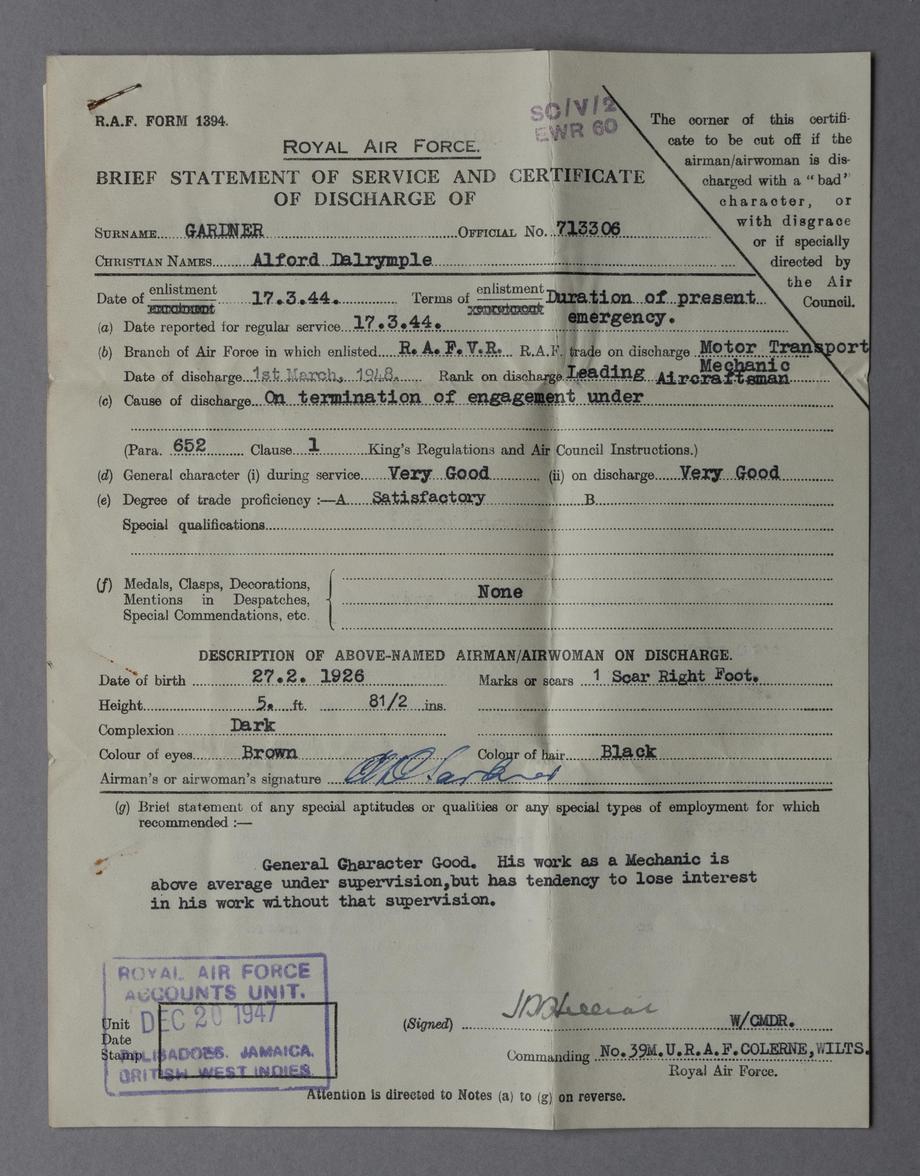 SC/V/2
EWR 60
R.A.F. FORM 1394.
The corner of this certifi-
cate to be cut off if the
airman/airwoman is dis-
charged with a "bad"
character, or
with disgrace
or if specially
directed by
the Air
Council.
ROYAL AIR FORCE.
BRIEF STATEMENT OF SERVICE AND CERTIFICATE
OF DISCHARGE OF
SURNAME GARDNER OFFICIAL No. 713306
CHRISTIAN NAMES Alford Dalrymple
Date of enlistment 17.3.44. Terms of enlistment Duration of present
emergency.
(a) Date reported for regular service 17.3.44.
(b) Branch of Air Force in which enlisted R.A.F.V.R. R.A.F. trade on discharge Motor Transport
Mechanic
Date of discharge 1st March, 1948. Rank on discharge Leading Aircraftsman
(c) Cause of discharge On termination of engagement under
(Para. 652 Clause 1 King's Regulations and Air Council Instructions.)
(d) General character (i) during service Very Good (ii) on discharge Very Good
(e) Degree of trade proficiency :—A Satisfactory B
Special qualifications
(f) Medals, Clasps, Decorations,
Mentions in Despatches,
Special Commendations, etc.
None
DESCRIPTION OF ABOVE-NAMED AIRMAN/AIRWOMAN ON DISCHARGE.
Date of birth 27.2. 1926 Marks or scars 1 Scar Right Foot.
Height 5. ft. 81/2 ins.
Complexion Dark
Colour of eyes Brown Colour of hair Black
Airman's or airwoman's signature A D Gardner
(g) Brief statement of any special aptitudes or qualities or any special types of employment for which
recommended :—
General Character Good. His work as a Mechanic is
above average under supervision,but has tendency to lose interest
in his work without that supervision.
ROYAL AIR FORCE
ACCOUNTS UNIT.
DEC 20 1947
PALISADOES. JAMAICA.
BRITISH WEST INDIES.
Unit
Date
Stamp
(Signed) W/CMDR.
Commanding No.39M.U.R.A.F.COLERNE,WILTS.
Royal Air Force.
Attention is directed to Notes (a) to (g) on reverse.